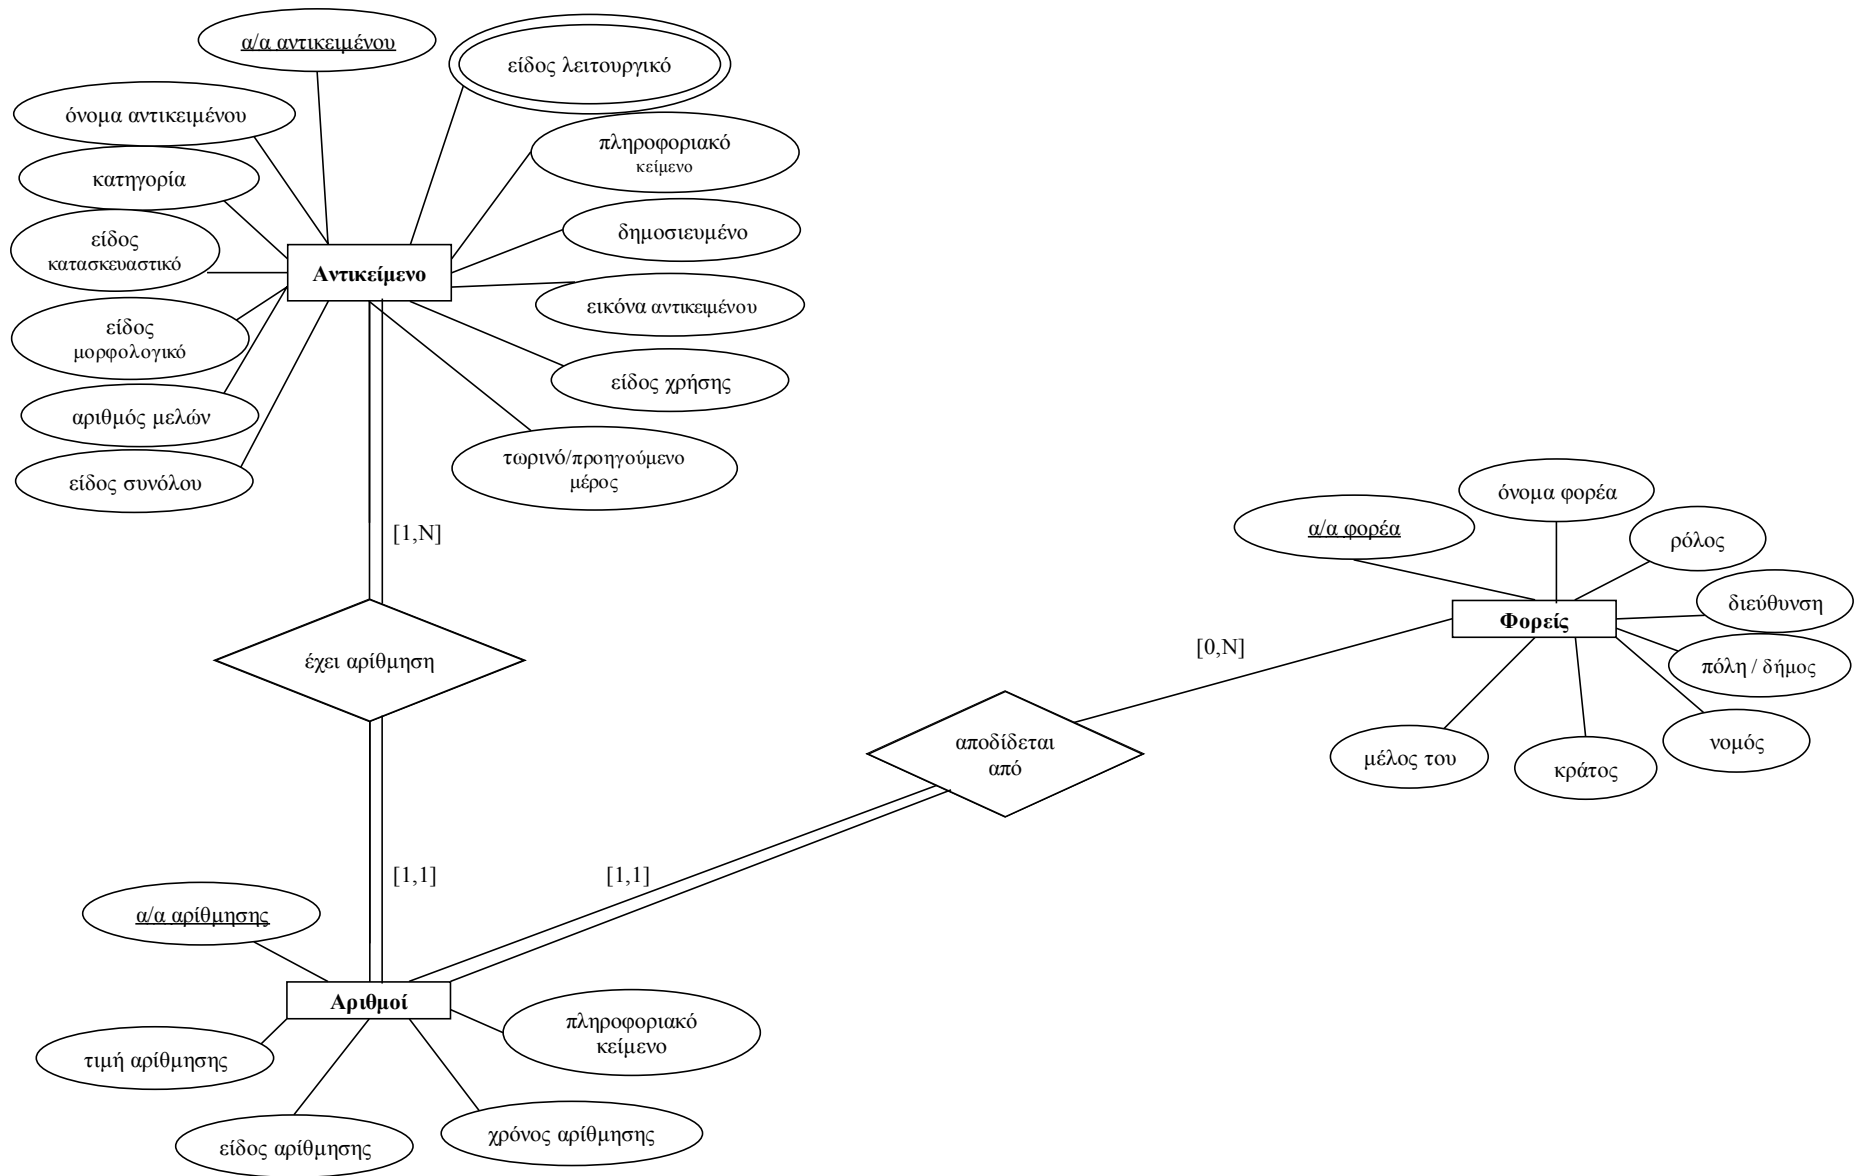 α/α αντικειμένου
είδος λειτουργικό
όνομα αντικειμένου
πληροφοριακό
κείμενο
κατηγορία
δημοσιευμένο
είδος
κατασκευαστικό
Αντικείμενο
εικόνα αντικειμένου
είδος
μορφολογικό
είδος χρήσης
αριθμός μελών
τωρινό/προηγούμενο
μέρος
είδος συνόλου
[1,N]
έχει αρίθμηση
[1,1]
όνομα φορέα
α/α φορέα
ρόλος
διεύθυνση
Φορείς
[0,N]
πόλη / δήμος
νομός
μέλος του
κράτος
αποδίδεται
από
[1,1]
α/α αρίθμησης
Αριθμοί
πληροφοριακό
κείμενο
τιμή αρίθμησης
είδος αρίθμησης
χρόνος αρίθμησης